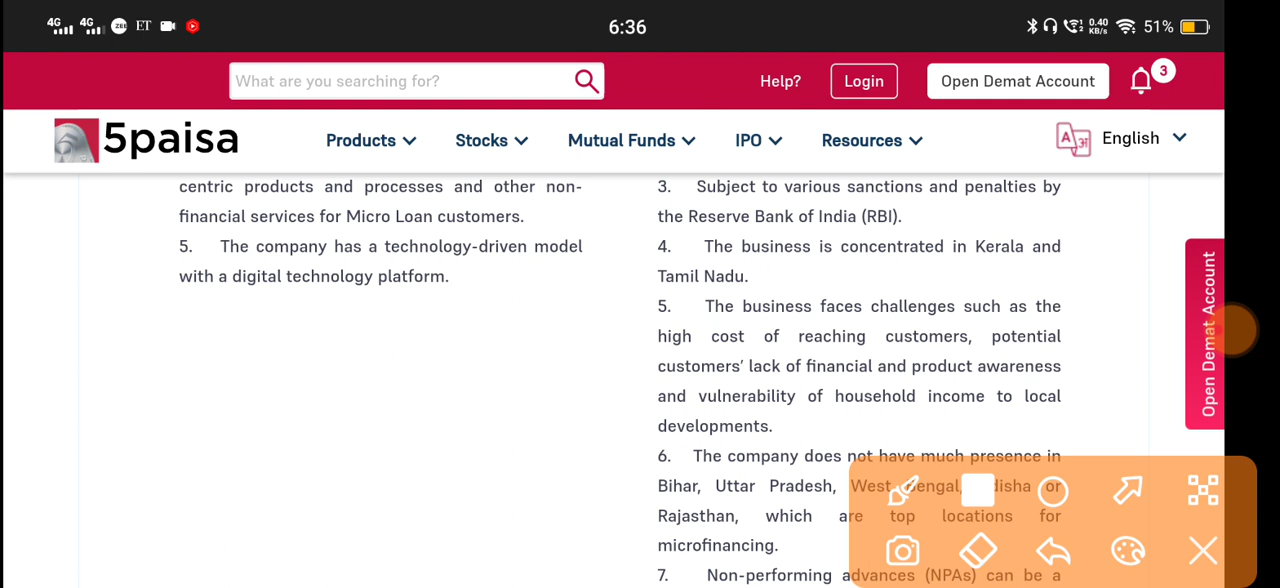 4G 4G ZEE ET 6:36 2 0.40 KB/s 51%
What are you searching for? Help? Login Open Demat Account 3
5paisa Products Stocks Mutual Funds IPO Resources A अ English
centric products and processes and other non-
financial services for Micro Loan customers.
5. The company has a technology-driven model
with a digital technology platform.
3. Subject to various sanctions and penalties by
the Reserve Bank of India (RBI).
4. The business is concentrated in Kerala and
Tamil Nadu.
5. The business faces challenges such as the
high cost of reaching customers, potential
customers’ lack of financial and product awareness
and vulnerability of household income to local
developments.
6. The company does not have much presence in
Bihar, Uttar Pradesh, West Bengal, Odisha or
Rajasthan, which are top locations for
microfinancing.
7. Non-performing advances (NPAs) can be a
Open Demat Account